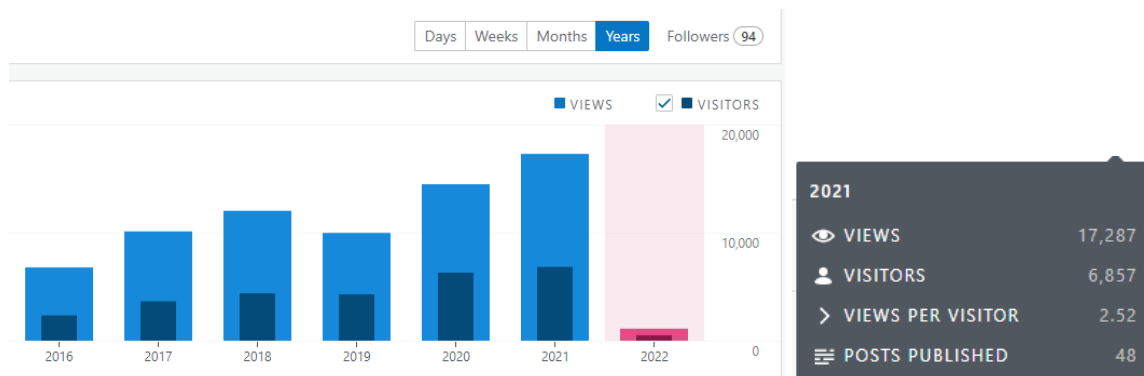 Days Weeks Months Years Followers 94
VIEWS VISITORS
20,000
10,000
0
2016 2017 2018 2019 2020 2021 2022
2021
VIEWS 17,287
VISITORS 6,857
VIEWS PER VISITOR 2.52
POSTS PUBLISHED 48